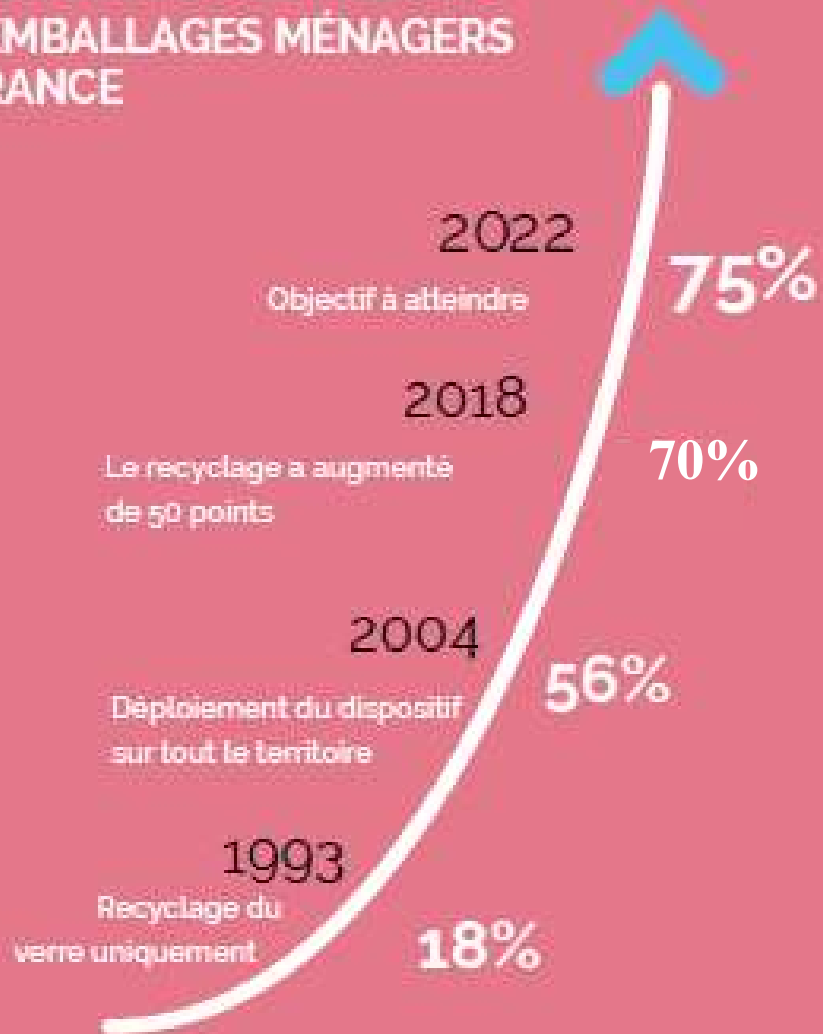 EMBALLAGES MÉNAGERS
RANCE
2022
75%
Objectif à atteindre
2018
70%
Le recyclage a augmenté
de 50 points
2004
56%
Déploiement du dispositif
sur tout le territoire
1993
Recyclage du
verre uniquement
18%